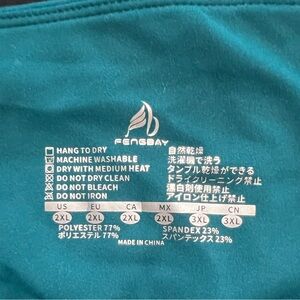 FENGBAY
HANG TO DRY 自然乾燥
MACHINE WASHABLE 洗濯機で洗う
DRY WITH MEDIUM HEAT タンブル乾燥ができる
DO NOT DRY CLEAN ドライクリーニング禁止
DO NOT BLEACH 漂白剤使用禁止
DO NOT IRON アイロン仕上げ禁止
US EU CA MX JP CN
2XL 2XL 2XL 2XL 3XL 3XL
POLYESTER 77% SPANDEX 23%
ポリエステル 77% スパンデックス 23%
MADE IN CHINA